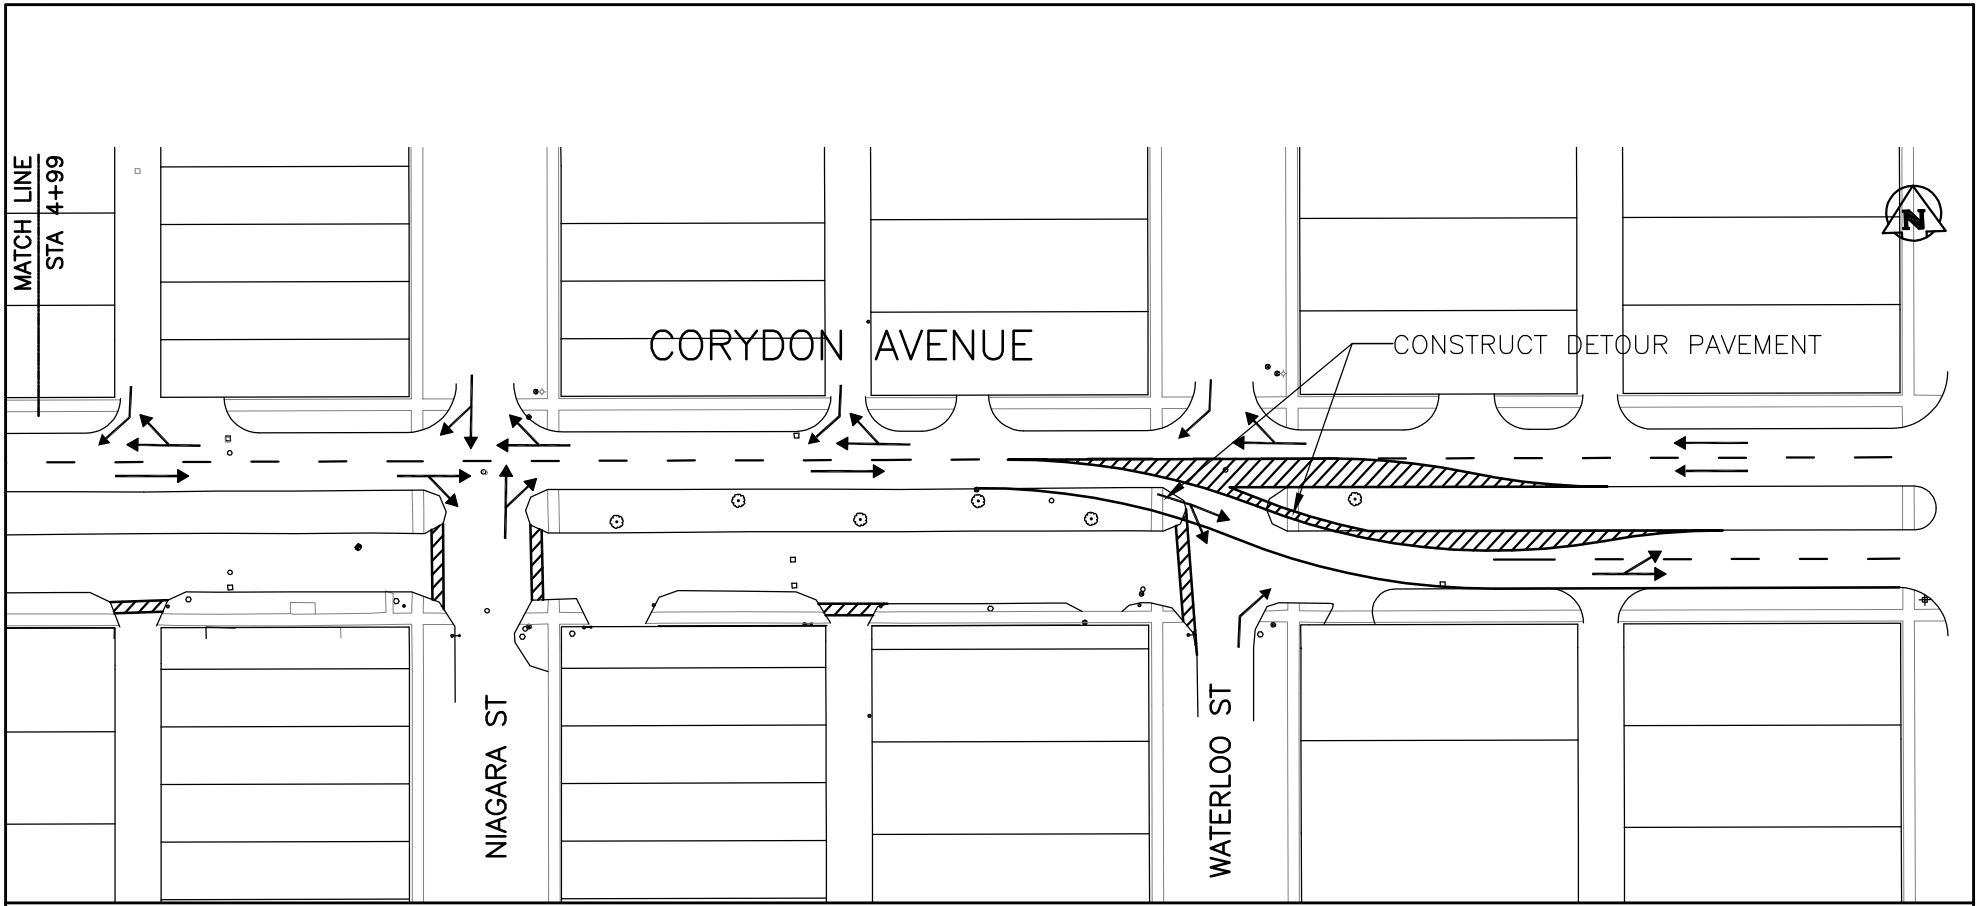 MATCH LINE
STA 4+99
N
CORYDON AVENUE
CONSTRUCT DETOUR PAVEMENT
NIAGARA ST
WATERLOO ST